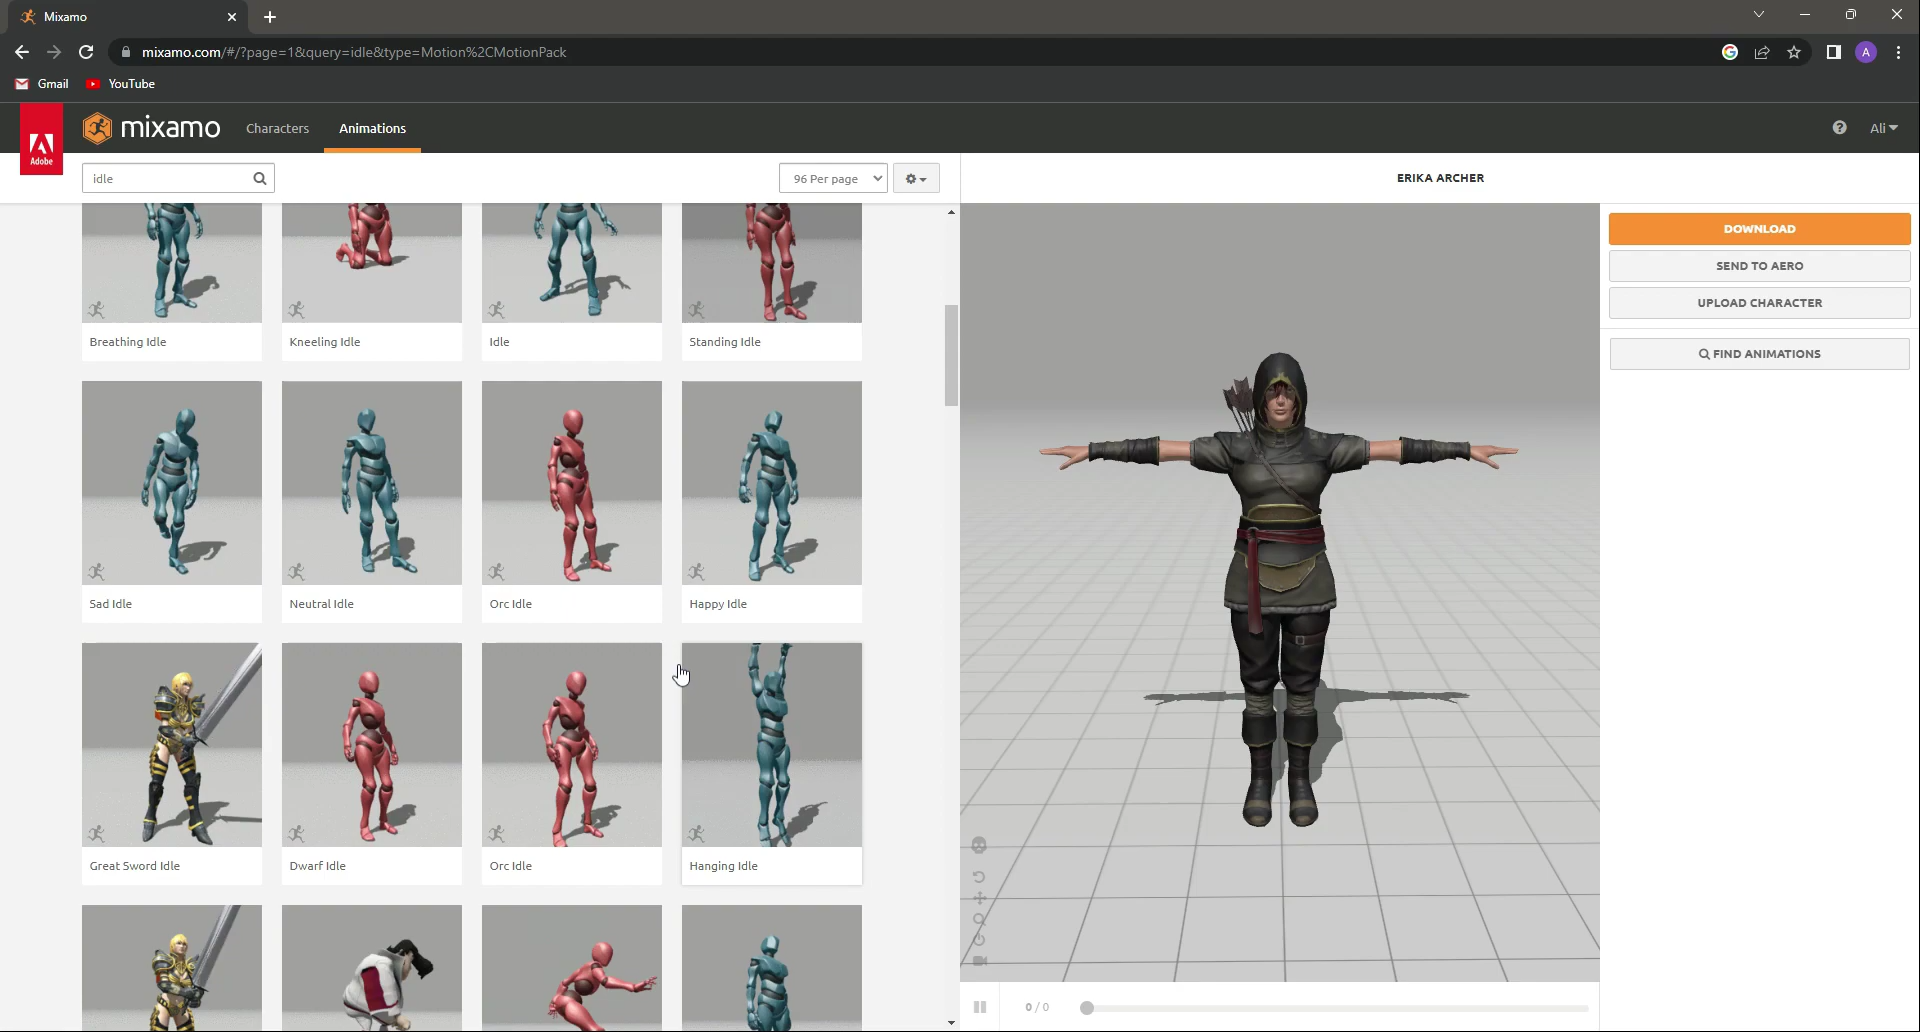 Mixamo
mixamo.com/#/?page=1&query=idle&type=Motion%2CMotionPack
A
Gmail
YouTube
Adobe
mixamo
Characters
Animations
Ali
idle
96 Per page
ERIKA ARCHER
DOWNLOAD
SEND TO AERO
UPLOAD CHARACTER
FIND ANIMATIONS
Breathing Idle
Kneeling Idle
Idle
Standing Idle
Sad Idle
Neutral Idle
Orc Idle
Happy Idle
Great Sword Idle
Dwarf Idle
Orc Idle
Hanging Idle
0 / 0